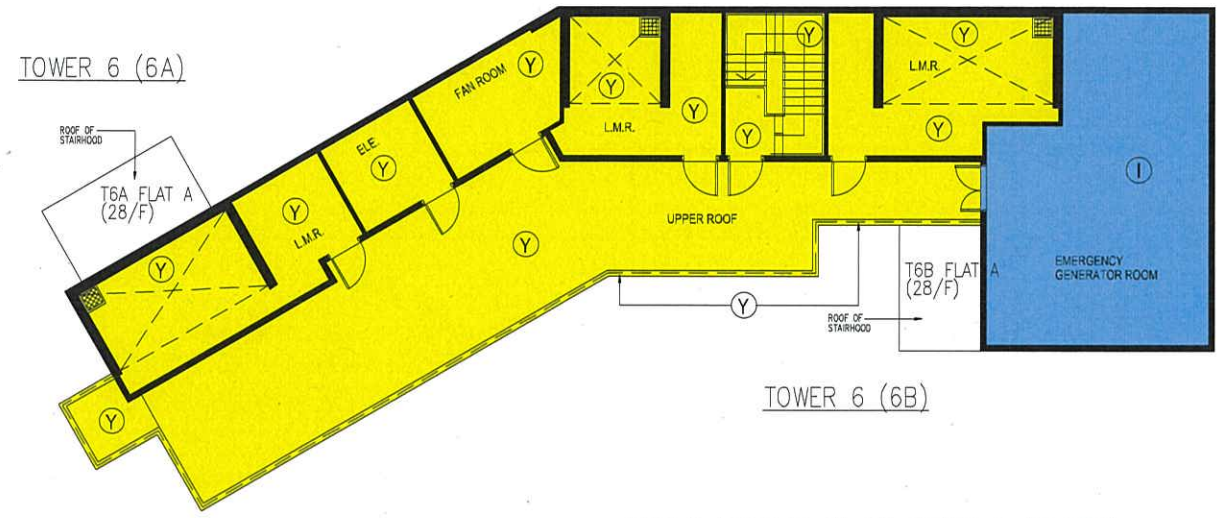 TOWER 6 (6A)
ROOF OF
STAIRHOOD
T6A FLAT A
(28/F)
Y
Y
L.M.R.
ELE.
Y
FAN ROOM
Y
Y
L.M.R.
Y
Y
Y
Y
L.M.R.
Y
I
UPPER ROOF
Y
Y
Y
T6B FLAT A
(28/F)
ROOF OF
STAIRHOOD
EMERGENCY
GENERATOR ROOM
TOWER 6 (6B)